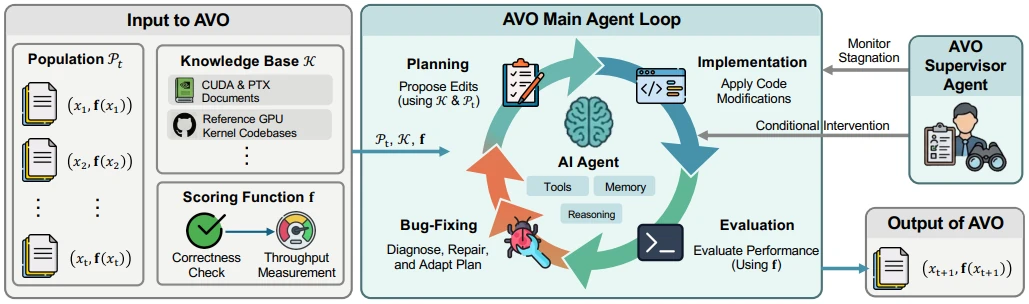 Input to AVO
Population 𝒫t
(x1, f(x1))
(x2, f(x2))
⋮ ⋮
(xt, f(xt))
Knowledge Base 𝒦
CUDA & PTX
Documents
Reference GPU
Kernel Codebases
⋮
Scoring Function f
Correctness
Check
Throughput
Measurement
𝒫t, 𝒦, f
AVO Main Agent Loop
Planning
Propose Edits
(using 𝒦 & 𝒫t)
Implementation
Apply Code
Modifications
AI Agent
Tools
Memory
Reasoning
Bug-Fixing
Diagnose, Repair,
and Adapt Plan
Evaluation
Evaluate Performance
(Using f)
Monitor
Stagnation
Conditional Intervention
AVO
Supervisor
Agent
Output of AVO
(xt+1, f(xt+1))